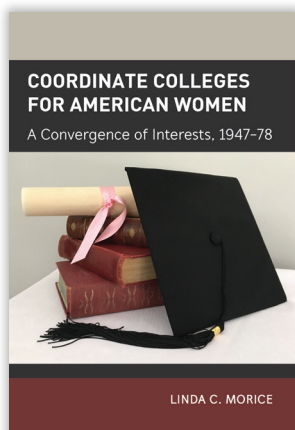 COORDINATE COLLEGES
FOR AMERICAN WOMEN
A Convergence of Interests, 1947–78
LINDA C. MORICE